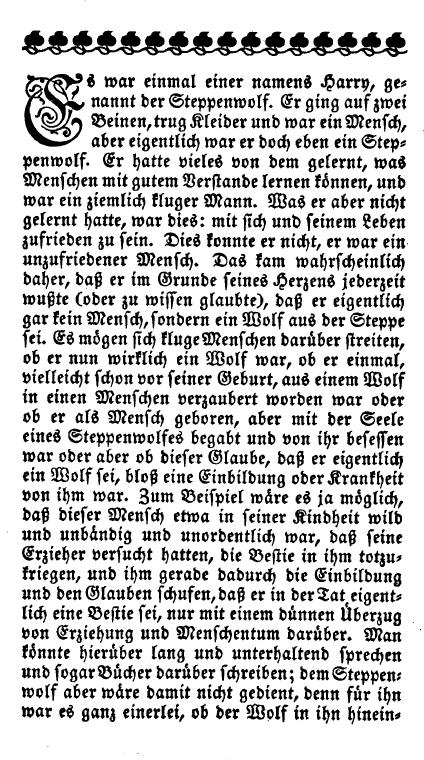 Es war einmal einer namens Harry, ge-
nannt der Steppenwolf. Er ging auf zwei
Beinen, trug Kleider und war ein Mensch,
aber eigentlich war er doch eben ein Step-
penwolf. Er hatte vieles von dem gelernt, was
Menschen mit gutem Verstande lernen können, und
war ein ziemlich kluger Mann. Was er aber nicht
gelernt hatte, war dies: mit sich und seinem Leben
zufrieden zu sein. Dies konnte er nicht, er war ein
unzufriedener Mensch. Das kam wahrscheinlich
daher, daß er im Grunde seines Herzens jederzeit
wußte (oder zu wissen glaubte), daß er eigentlich
gar kein Mensch, sondern ein Wolf aus der Steppe
sei. Es mögen sich kluge Menschen darüber streiten,
ob er nun wirklich ein Wolf war, ob er einmal,
vielleicht schon vor seiner Geburt, aus einem Wolf
in einen Menschen verzaubert worden war oder
ob er als Mensch geboren, aber mit der Seele
eines Steppenwolfes begabt und von ihr besessen
war oder aber ob dieser Glaube, daß er eigentlich
ein Wolf sei, bloß eine Einbildung oder Krankheit
von ihm war. Zum Beispiel wäre es ja möglich,
daß dieser Mensch etwa in seiner Kindheit wild
und unbändig und unordentlich war, daß seine
Erzieher versucht hatten, die Bestie in ihm totzu-
kriegen, und ihm gerade dadurch die Einbildung
und den Glauben schufen, daß er in der Tat eigent-
lich eine Bestie sei, nur mit einem dünnen Überzug
von Erziehung und Menschentum darüber. Man
könnte hierüber lang und unterhaltend sprechen
und sogar Bücher darüber schreiben; dem Steppen-
wolf aber wäre damit nicht gedient, denn für ihn
war es ganz einerlei, ob der Wolf in ihn hinein-